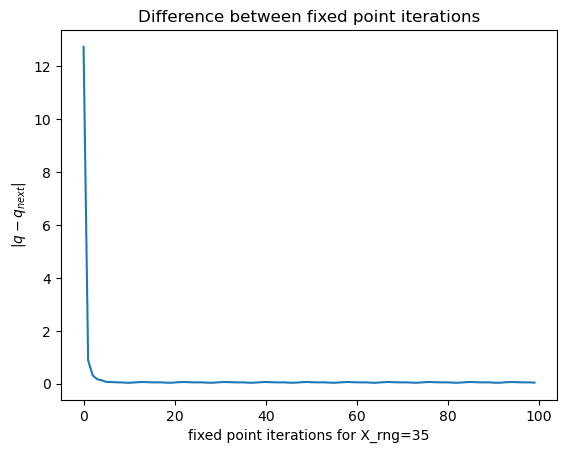 Difference between fixed point iterations
12
10
8
6
4
2
0
|q − q_next|
0 20 40 60 80 100
fixed point iterations for X_rng=35